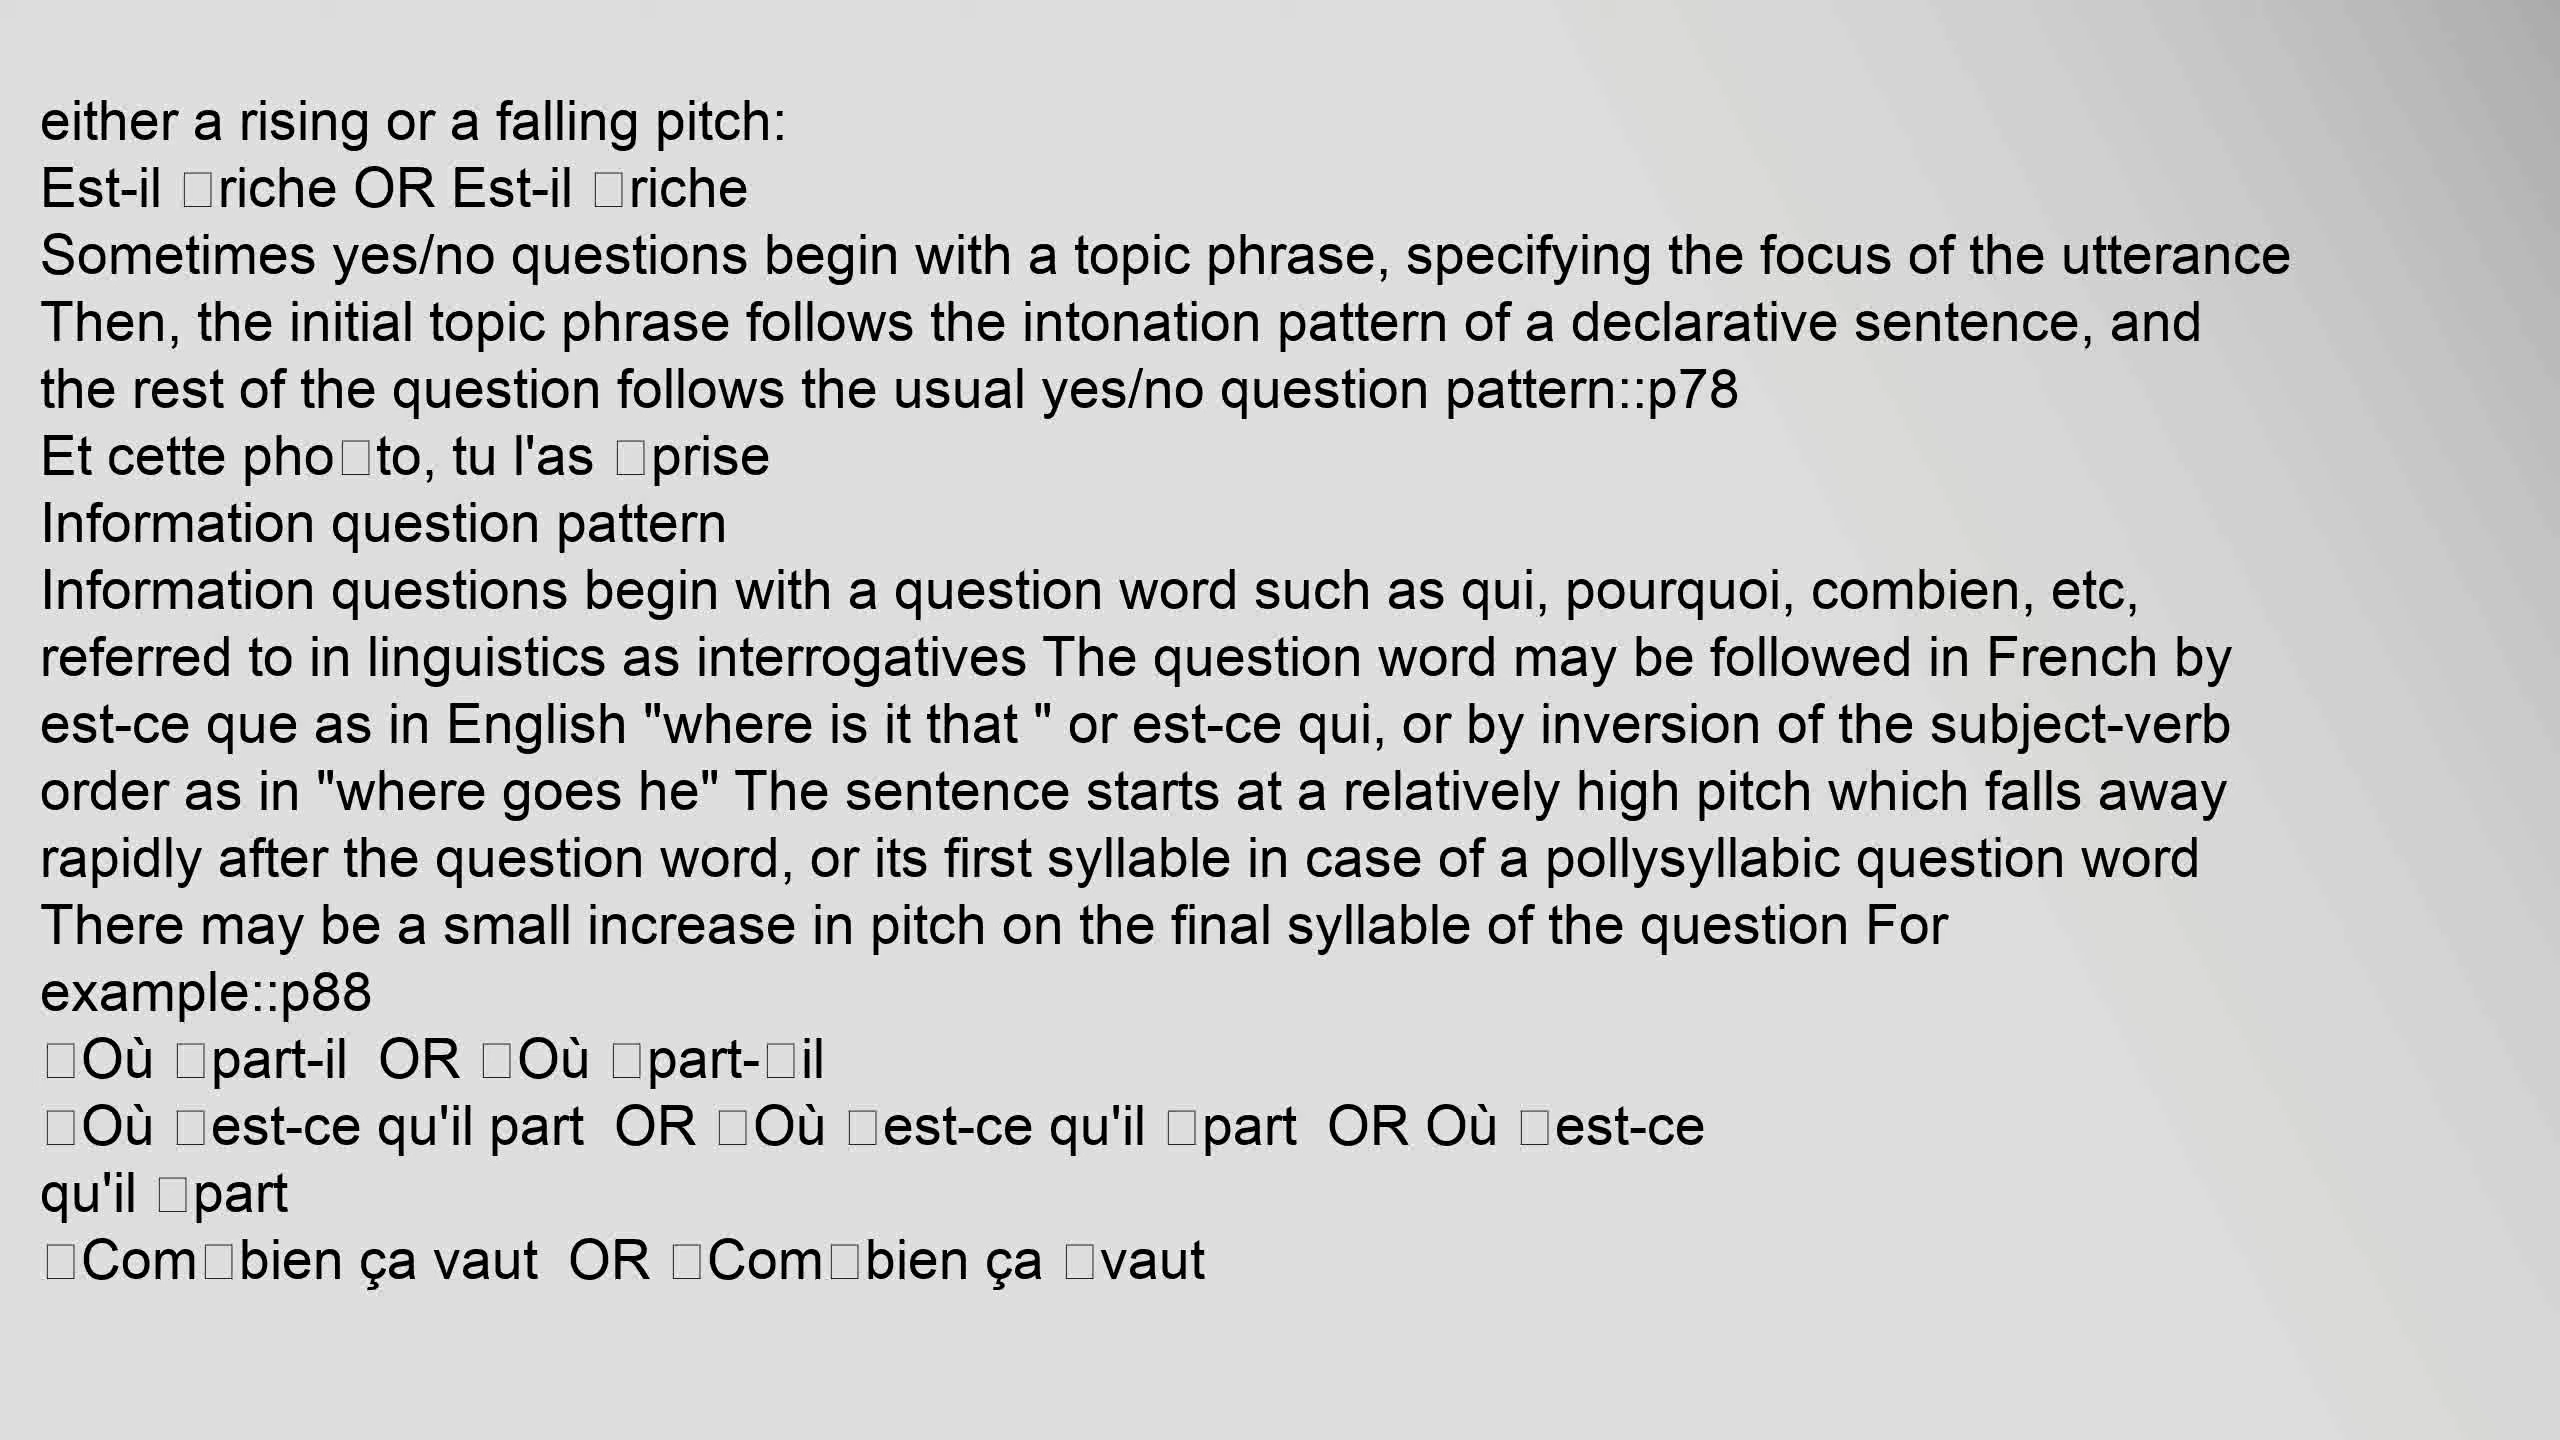 either a rising or a falling pitch:
Est-il □riche OR Est-il □riche
Sometimes yes/no questions begin with a topic phrase, specifying the focus of the utterance
Then, the initial topic phrase follows the intonation pattern of a declarative sentence, and
the rest of the question follows the usual yes/no question pattern::p78
Et cette pho□to, tu l'as □prise
Information question pattern
Information questions begin with a question word such as qui, pourquoi, combien, etc,
referred to in linguistics as interrogatives The question word may be followed in French by
est-ce que as in English "where is it that " or est-ce qui, or by inversion of the subject-verb
order as in "where goes he" The sentence starts at a relatively high pitch which falls away
rapidly after the question word, or its first syllable in case of a pollysyllabic question word
There may be a small increase in pitch on the final syllable of the question For
example::p88
□Où □part-il  OR □Où □part-□il
□Où □est-ce qu'il part  OR □Où □est-ce qu'il □part  OR Où □est-ce
qu'il □part
□Com□bien ça vaut  OR □Com□bien ça □vaut